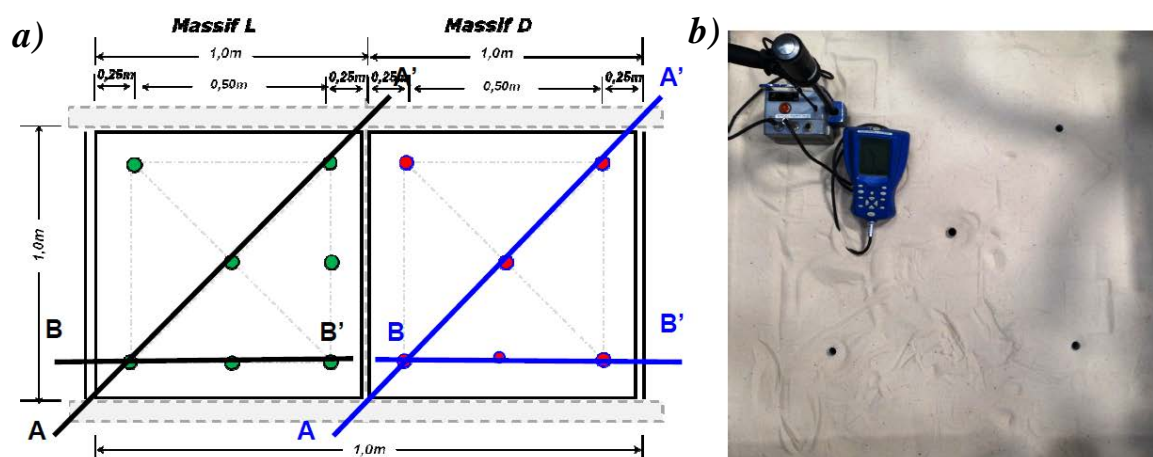 a)
Massif L
Massif D
b)
1,0m
1,0m
0,25m
0,50m
0,25m
0,25m
0,50m
0,25m
A'
A'
1,0m
B
B'
B
B'
A
A
1,0m